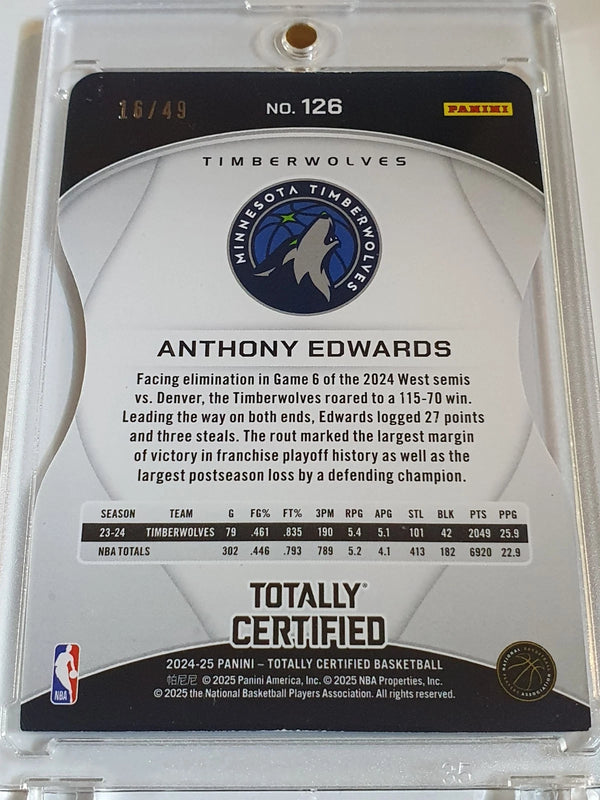 16/49 NO. 126 PANINI
TIMBERWOLVES
MINNESOTA TIMBERWOLVES
ANTHONY EDWARDS
Facing elimination in Game 6 of the 2024 West semis
vs. Denver, the Timberwolves roared to a 115-70 win.
Leading the way on both ends, Edwards logged 27 points
and three steals. The rout marked the largest margin
of victory in franchise playoff history as well as the
largest postseason loss by a defending champion.
SEASON TEAM G FG% FT% 3PM RPG APG STL BLK PTS PPG
23-24 TIMBERWOLVES 79 .461 .835 190 5.4 5.1 101 42 2049 25.9
NBA TOTALS 302 .446 .793 789 5.2 4.1 413 182 6920 22.9
TOTALLY®
CERTIFIED
2024-25 PANINI – TOTALLY CERTIFIED BASKETBALL
帕尼尼 © 2025 Panini America, Inc. © 2025 NBA Properties, Inc.
© 2025 the National Basketball Players Association. All rights reserved.
NBA
NATIONAL BASKETBALL PLAYERS ASSOCIATION
35